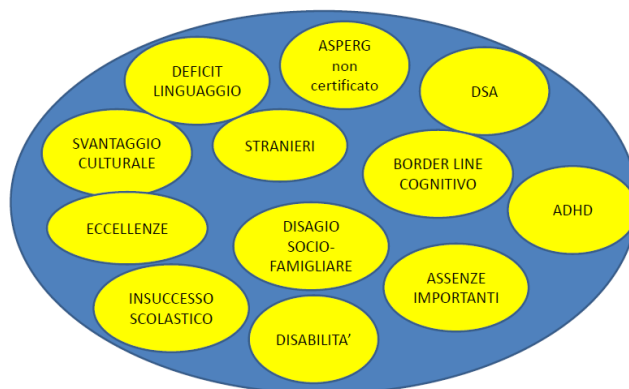 DEFICIT
LINGUAGGIO
ASPERG
non
certificato
DSA
SVANTAGGIO
CULTURALE
STRANIERI
BORDER LINE
COGNITIVO
ADHD
ECCELLENZE
DISAGIO
SOCIO-
FAMIGLIARE
ASSENZE
IMPORTANTI
INSUCCESSO
SCOLASTICO
DISABILITA’